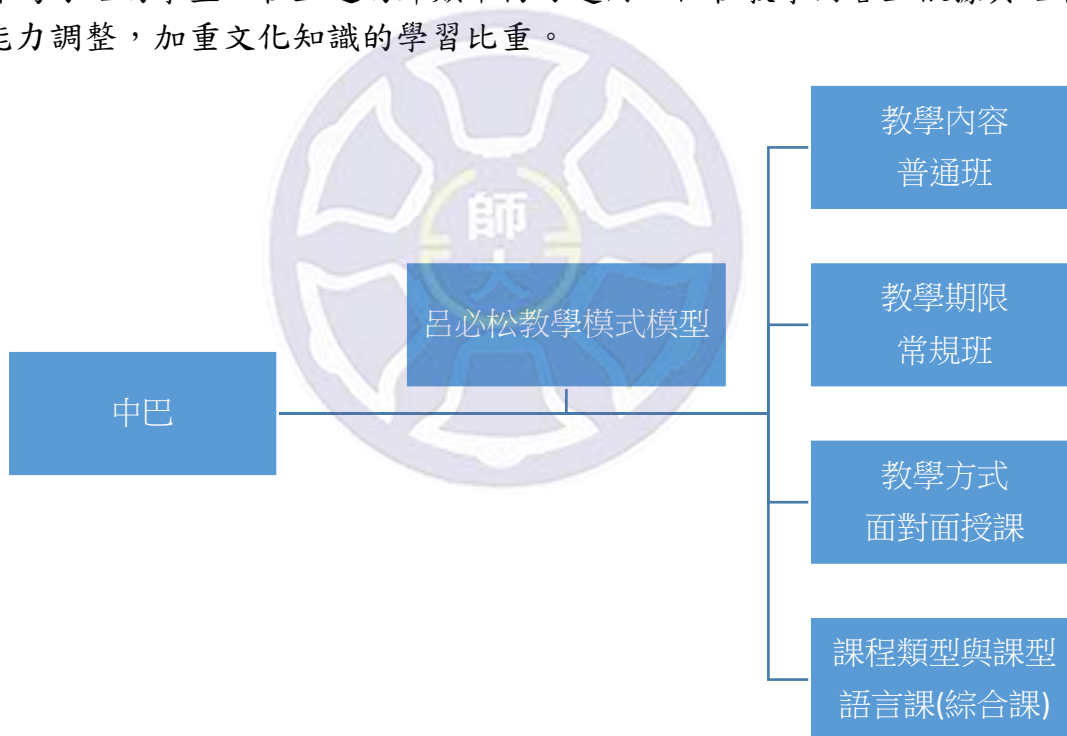 能力調整，加重文化知識的學習比重。
教學內容
普通班
師
大
呂必松教學模式模型
教學期限
常規班
中巴
教學方式
面對面授課
課程類型與課型
語言課(綜合課)